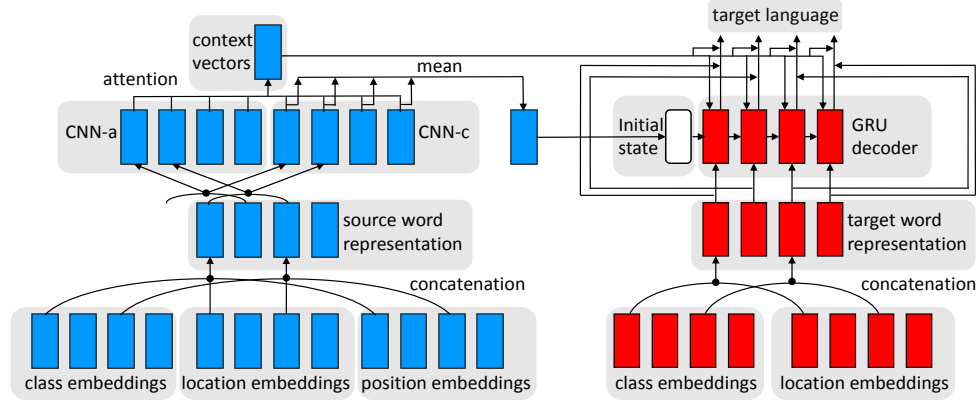 target language
context
vectors
attention
mean
CNN-a
CNN-c
Initial
state
GRU
decoder
source word
representation
target word
representation
concatenation
concatenation
class embeddings
location embeddings
position embeddings
class embeddings
location embeddings